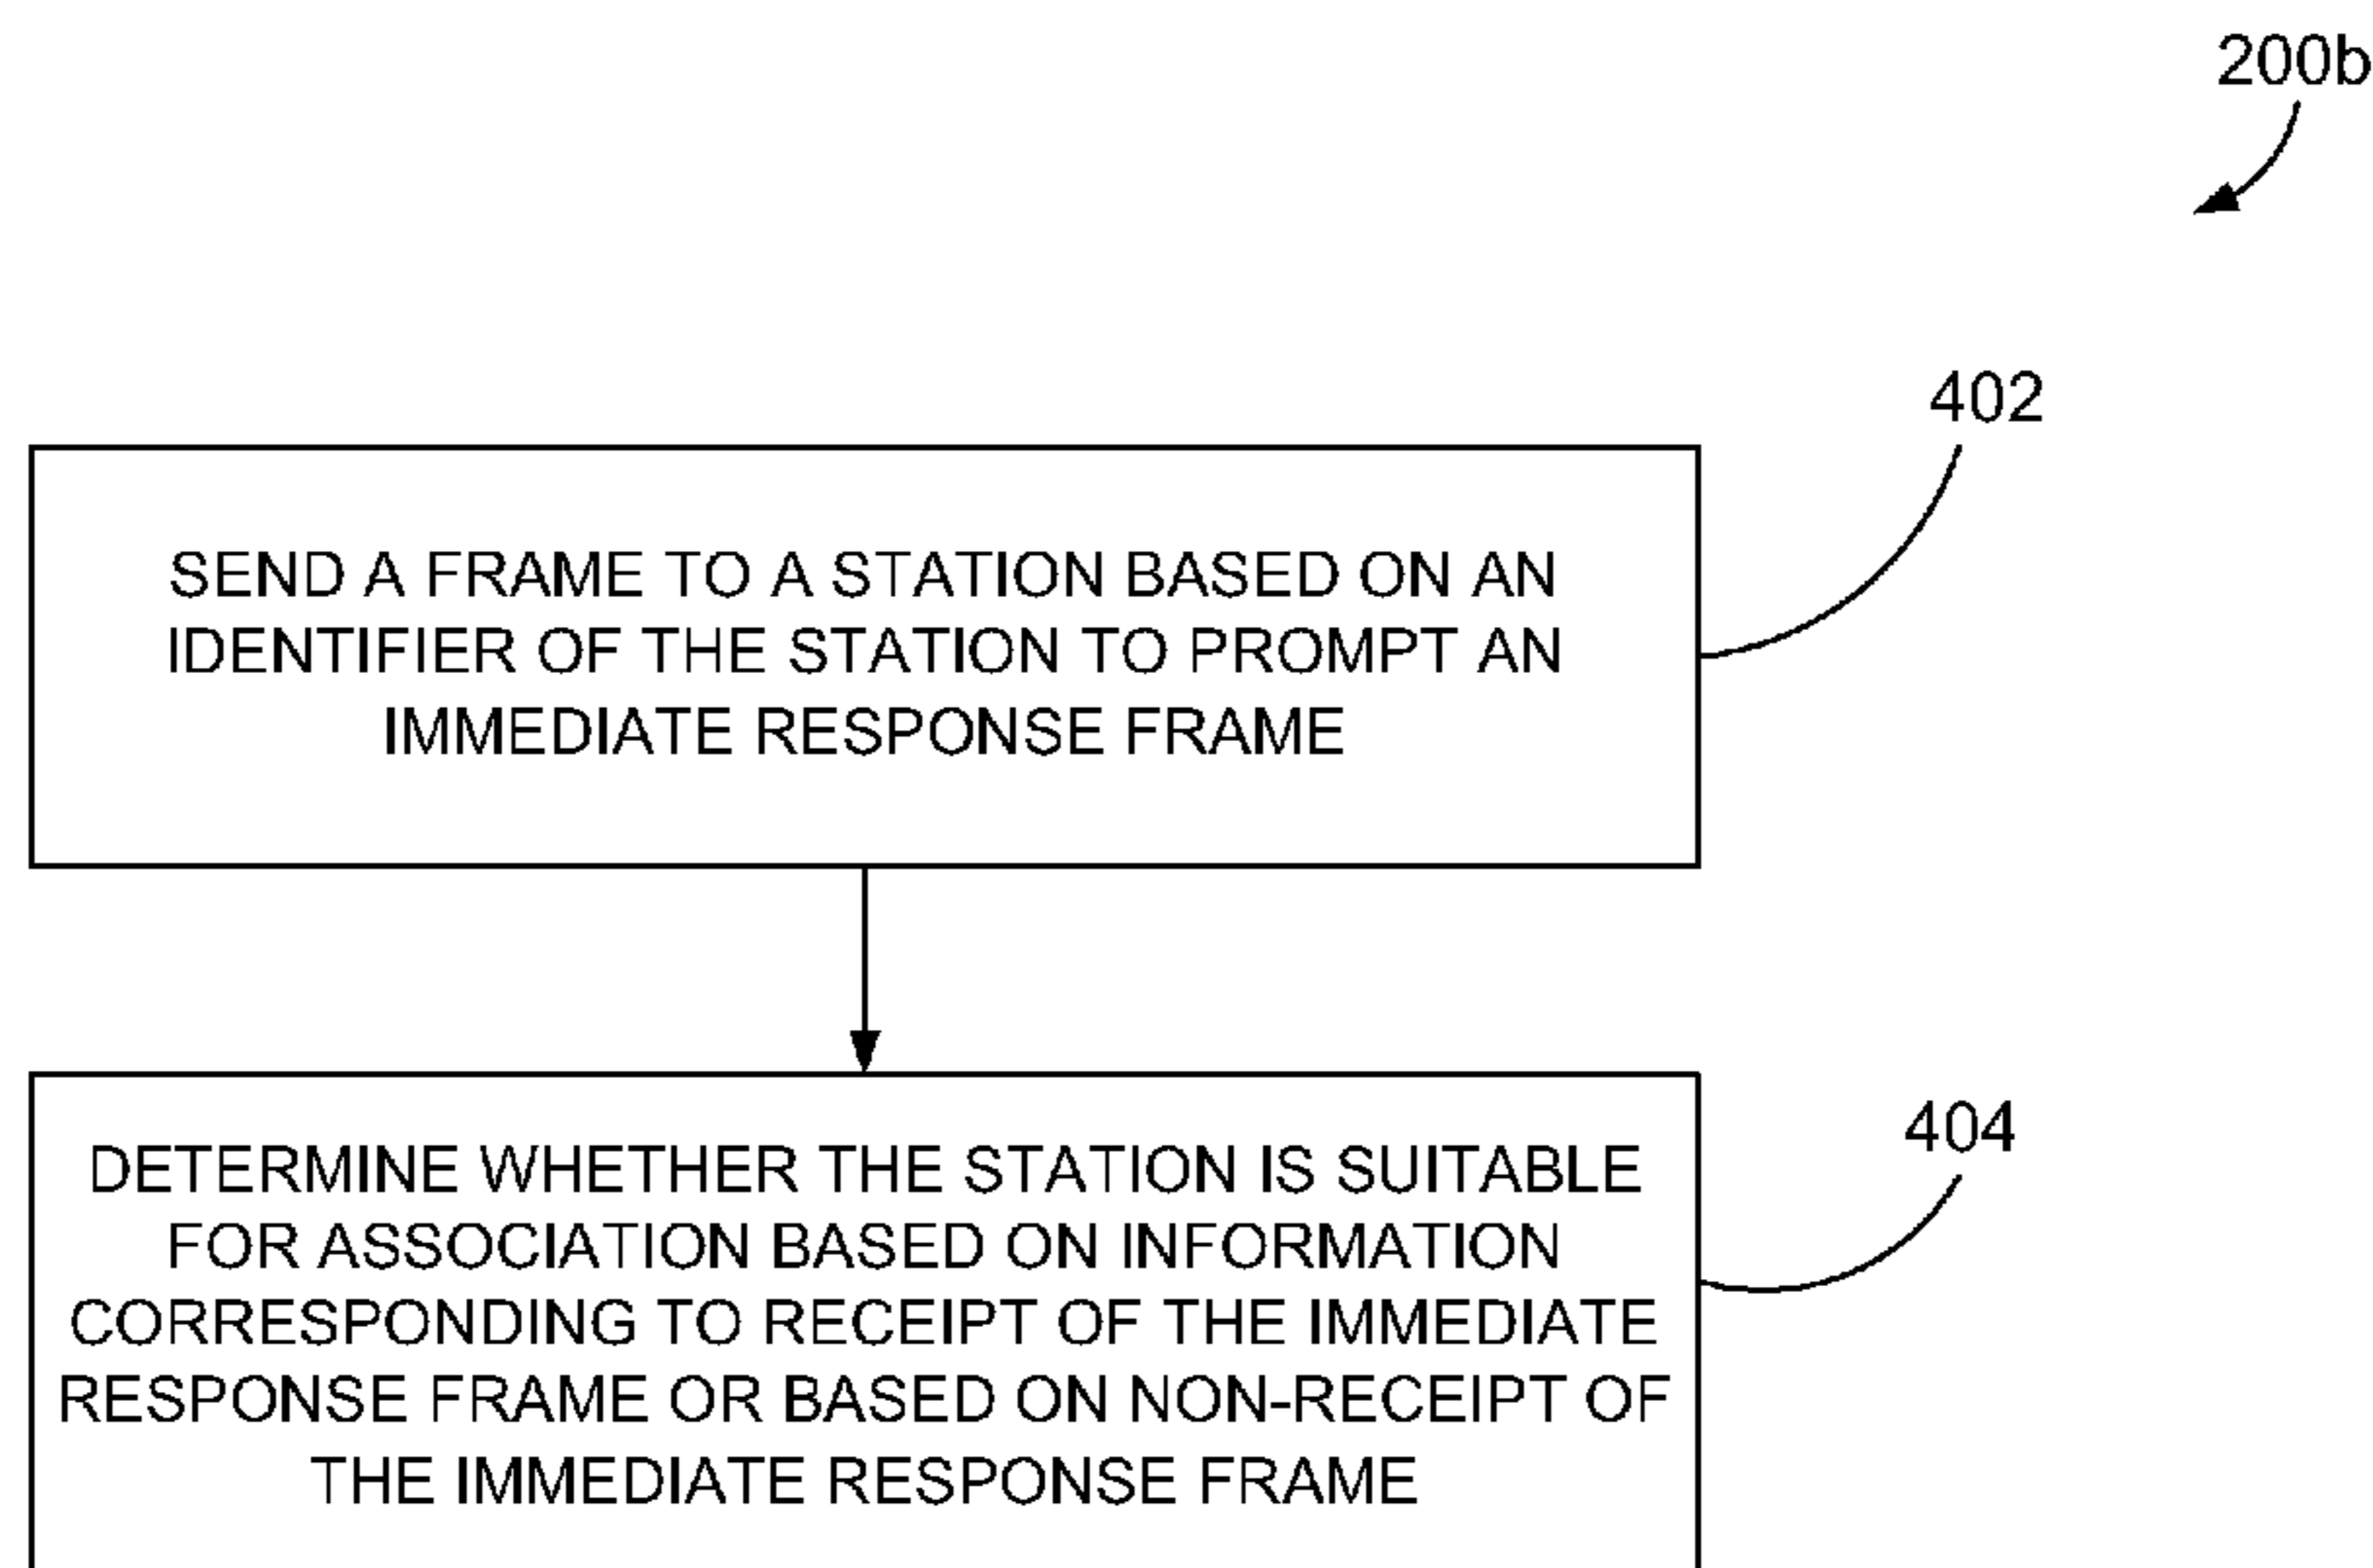 200b
402
SEND A FRAME TO A STATION BASED ON AN
IDENTIFIER OF THE STATION TO PROMPT AN
IMMEDIATE RESPONSE FRAME
404
DETERMINE WHETHER THE STATION IS SUITABLE
FOR ASSOCIATION BASED ON INFORMATION
CORRESPONDING TO RECEIPT OF THE IMMEDIATE
RESPONSE FRAME OR BASED ON NON-RECEIPT OF
THE IMMEDIATE RESPONSE FRAME